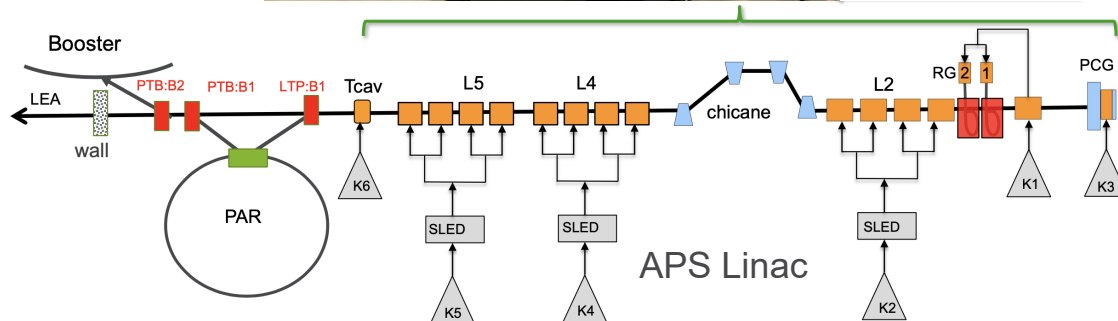 Booster
PTB:B2
PTB:B1
LTP:B1
Tcav
L5
L4
chicane
L2
RG
2
1
PCG
LEA
wall
PAR
K6
SLED
SLED
SLED
K1
K3
K5
K4
K2
APS Linac